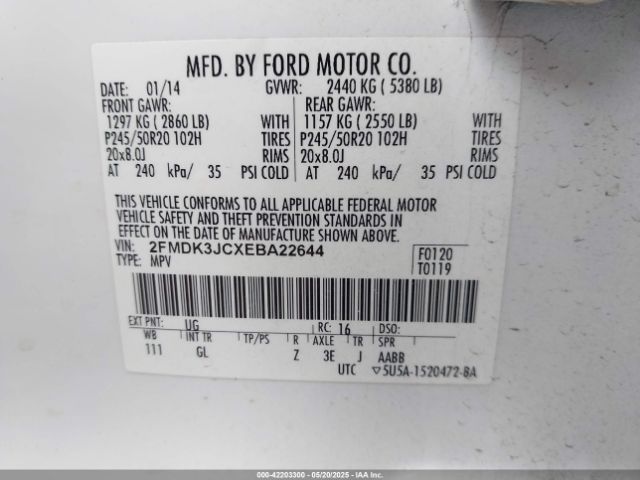 MFD. BY FORD MOTOR CO.
DATE: 01/14 GVWR: 2440 KG ( 5380 LB)
FRONT GAWR: REAR GAWR:
1297 KG ( 2860 LB) WITH 1157 KG ( 2550 LB) WITH
P245/50R20 102H TIRES P245/50R20 102H TIRES
20x8.0J RIMS 20x8.0J RIMS
AT 240 kPa/ 35 PSI COLD AT 240 kPa/ 35 PSI COLD
THIS VEHICLE CONFORMS TO ALL APPLICABLE FEDERAL MOTOR
VEHICLE SAFETY AND THEFT PREVENTION STANDARDS IN
EFFECT ON THE DATE OF MANUFACTURE SHOWN ABOVE.
VIN: 2FMDK3JCXEBA22644 F0120
TYPE: MPV T0119
EXT PNT: UG RC: 16 DSO:
WB INT TR TP/PS R AXLE TR SPR
111 GL Z 3E J AABB
UTC ▽5U5A-1520472-BA
000-42203300 - 05/20/2025 - IAAI.COM